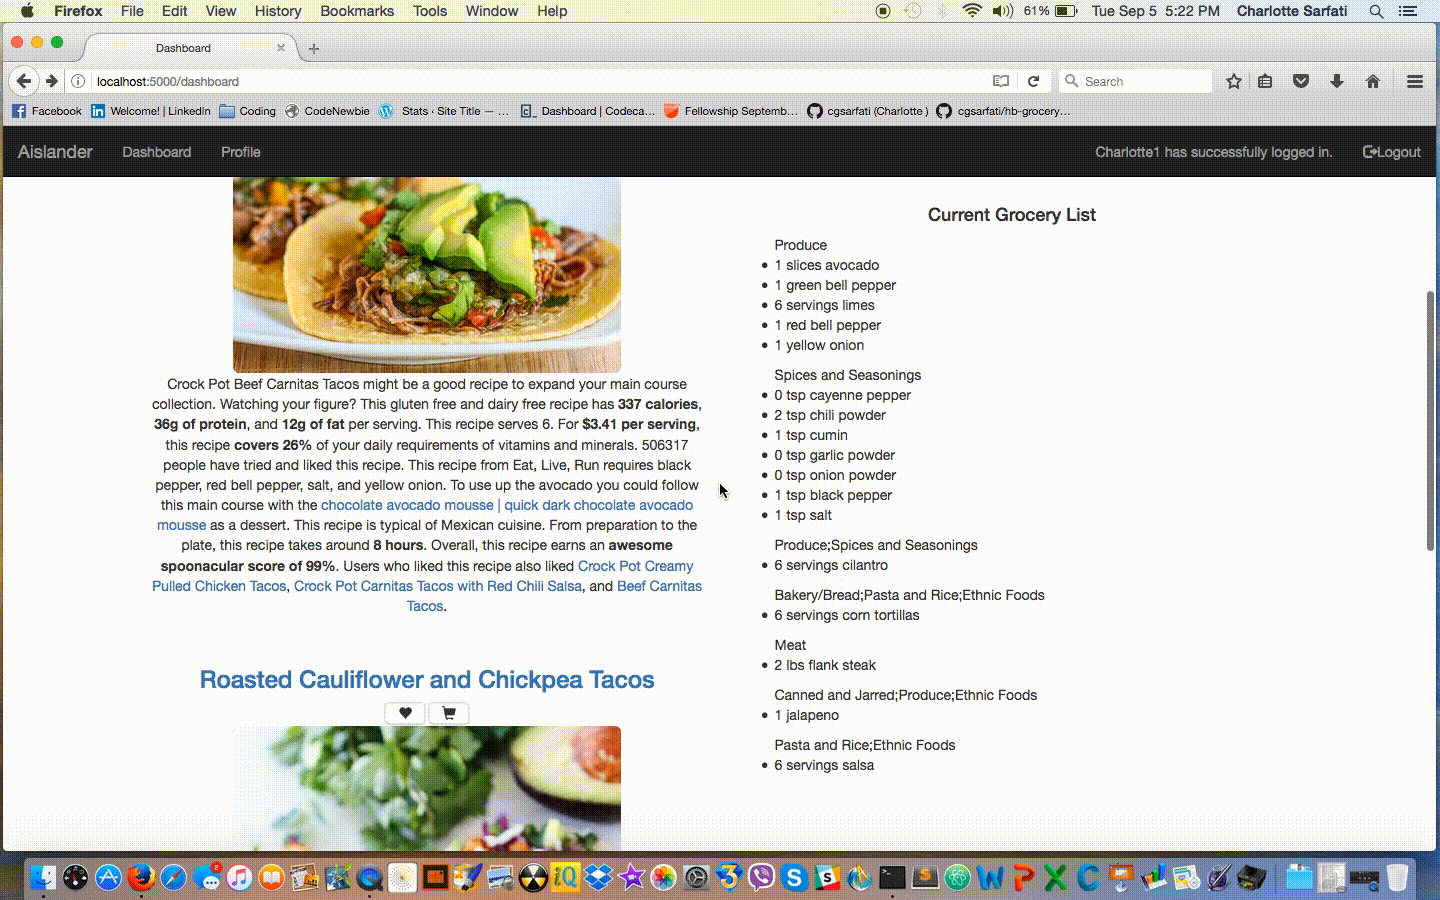 Firefox File Edit View History Bookmarks Tools Window Help 61% Tue Sep 5 5:22 PM Charlotte Sarfati
Dashboard
localhost:5000/dashboard Search
Facebook Welcome! | LinkedIn Coding CodeNewbie Stats ‹ Site Title — ... Dashboard | Codeca... Fellowship Septemb... cgsarfati (Charlotte ) cgsarfati/hb-grocery...
Aislander Dashboard Profile Charlotte1 has successfully logged in. Logout
Crock Pot Beef Carnitas Tacos might be a good recipe to expand your main course
collection. Watching your figure? This gluten free and dairy free recipe has 337 calories,
36g of protein, and 12g of fat per serving. This recipe serves 6. For $3.41 per serving,
this recipe covers 26% of your daily requirements of vitamins and minerals. 506317
people have tried and liked this recipe. This recipe from Eat, Live, Run requires black
pepper, red bell pepper, salt, and yellow onion. To use up the avocado you could follow
this main course with the chocolate avocado mousse | quick dark chocolate avocado
mousse as a dessert. This recipe is typical of Mexican cuisine. From preparation to the
plate, this recipe takes around 8 hours. Overall, this recipe earns an awesome
spoonacular score of 99%. Users who liked this recipe also liked Crock Pot Creamy
Pulled Chicken Tacos, Crock Pot Carnitas Tacos with Red Chili Salsa, and Beef Carnitas
Tacos.
Roasted Cauliflower and Chickpea Tacos
Current Grocery List
Produce
• 1 slices avocado
• 1 green bell pepper
• 6 servings limes
• 1 red bell pepper
• 1 yellow onion
Spices and Seasonings
• 0 tsp cayenne pepper
• 2 tsp chili powder
• 1 tsp cumin
• 0 tsp garlic powder
• 0 tsp onion powder
• 1 tsp black pepper
• 1 tsp salt
Produce;Spices and Seasonings
• 6 servings cilantro
Bakery/Bread;Pasta and Rice;Ethnic Foods
• 6 servings corn tortillas
Meat
• 2 lbs flank steak
Canned and Jarred;Produce;Ethnic Foods
• 1 jalapeno
Pasta and Rice;Ethnic Foods
• 6 servings salsa